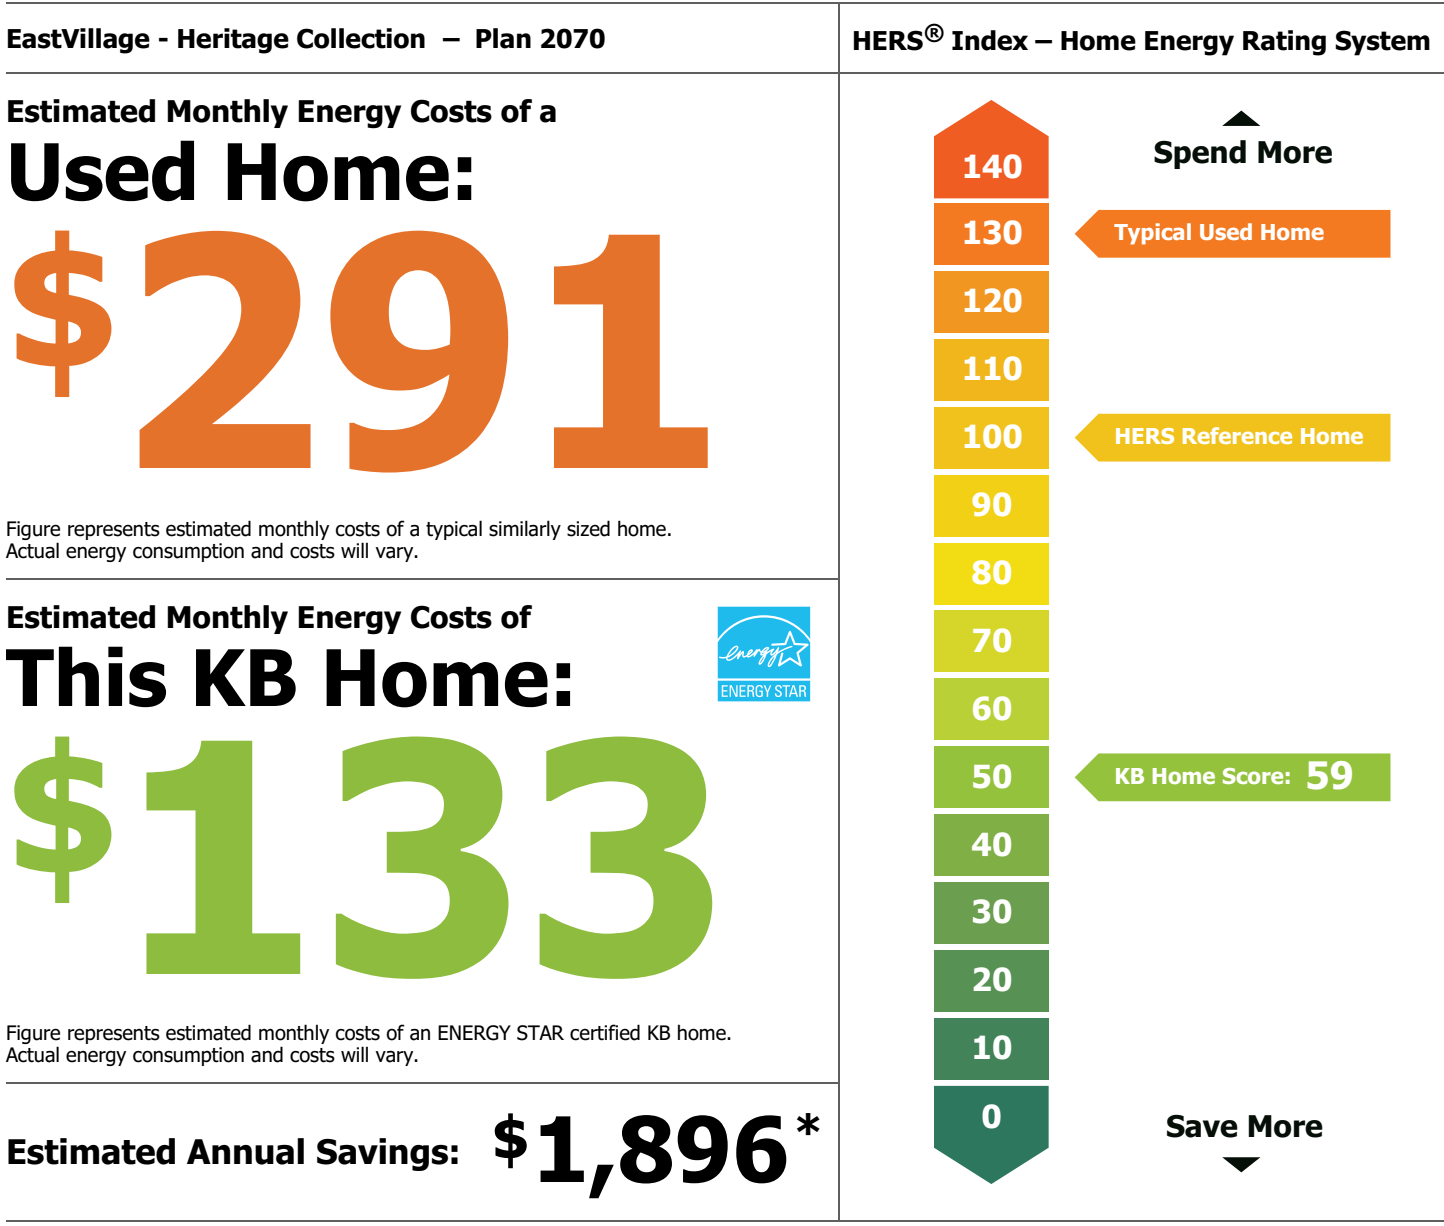 EastVillage - Heritage Collection – Plan 2070
Estimated Monthly Energy Costs of a
Used Home:
$291
Figure represents estimated monthly costs of a typical similarly sized home.
Actual energy consumption and costs will vary.
Estimated Monthly Energy Costs of
This KB Home:
energy
ENERGY STAR
$133
Figure represents estimated monthly costs of an ENERGY STAR certified KB home.
Actual energy consumption and costs will vary.
Estimated Annual Savings: $1,896*
HERS® Index – Home Energy Rating System
Spend More
140
130 Typical Used Home
120
110
100 HERS Reference Home
90
80
70
60
50 KB Home Score: 59
40
30
20
10
0
Save More